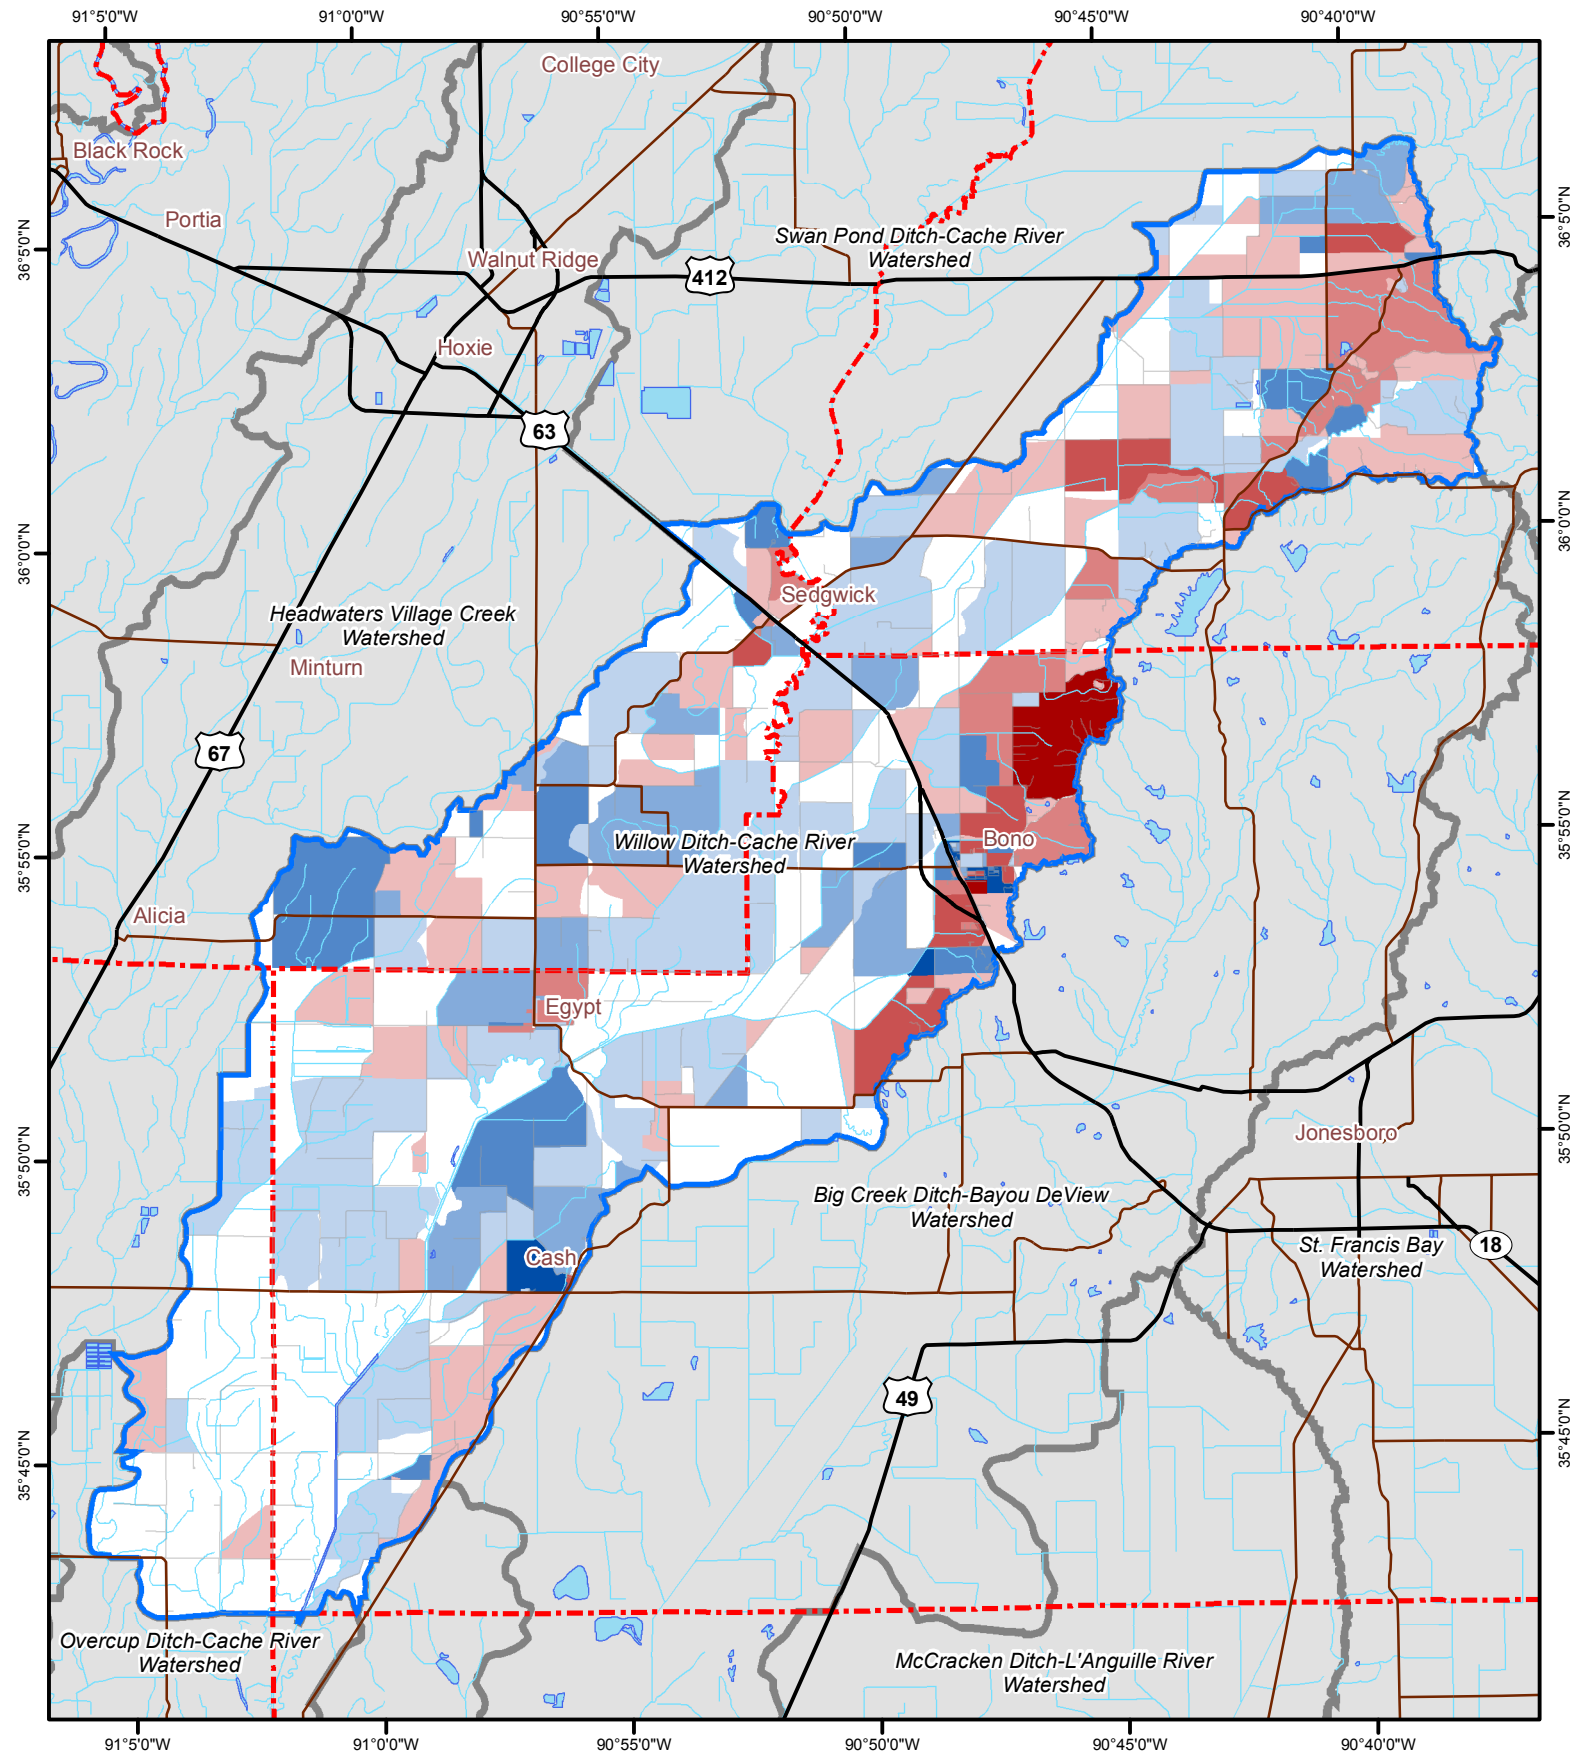 91°5'0"W
91°0'0"W
90°55'0"W
90°50'0"W
90°45'0"W
90°40'0"W
College City
Black Rock
Portia
36°5'0"N
36°5'0"N
Swan Pond Ditch-Cache River
Watershed
Walnut Ridge
412
Hoxie
63
36°0'0"N
36°0'0"N
Sedgwick
Headwaters Village Creek
Watershed
Minturn
67
35°55'0"N
35°55'0"N
Willow Ditch-Cache River
Watershed
Bono
Alicia
Egypt
35°50'0"N
35°50'0"N
Jonesboro
Big Creek Ditch-Bayou DeView
Watershed
Cash
St. Francis Bay
Watershed
18
49
35°45'0"N
35°45'0"N
Overcup Ditch-Cache River
Watershed
McCracken Ditch-L'Anguille River
Watershed
91°5'0"W
91°0'0"W
90°55'0"W
90°50'0"W
90°45'0"W
90°40'0"W